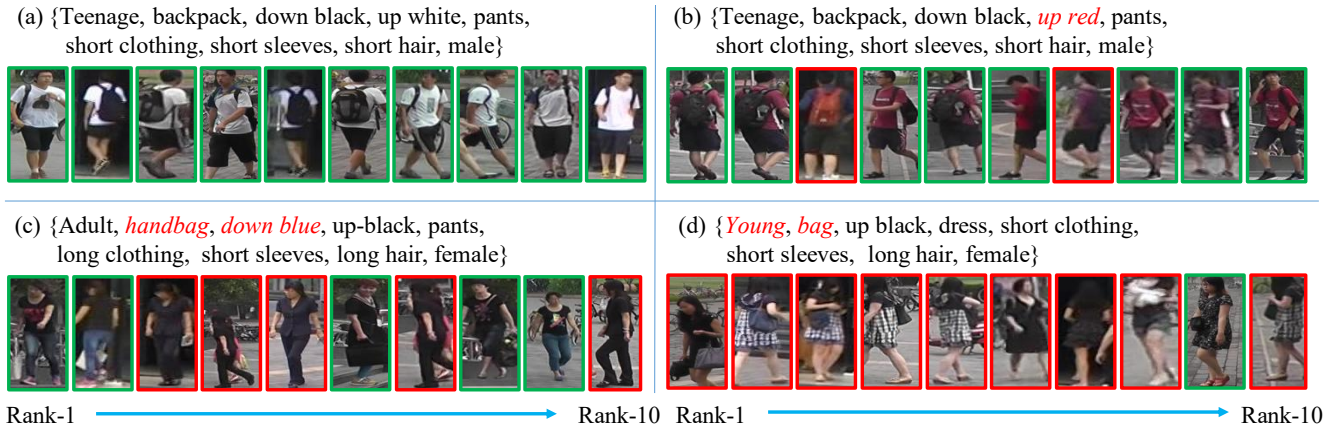 (a) {Teenage, backpack, down black, up white, pants,
short clothing, short sleeves, short hair, male}
(b) {Teenage, backpack, down black, up red, pants,
short clothing, short sleeves, short hair, male}
(c) {Adult, handbag, down blue, up-black, pants,
long clothing, short sleeves, long hair, female}
(d) {Young, bag, up black, dress, short clothing,
short sleeves, long hair, female}
Rank-1 Rank-10
Rank-1 Rank-10